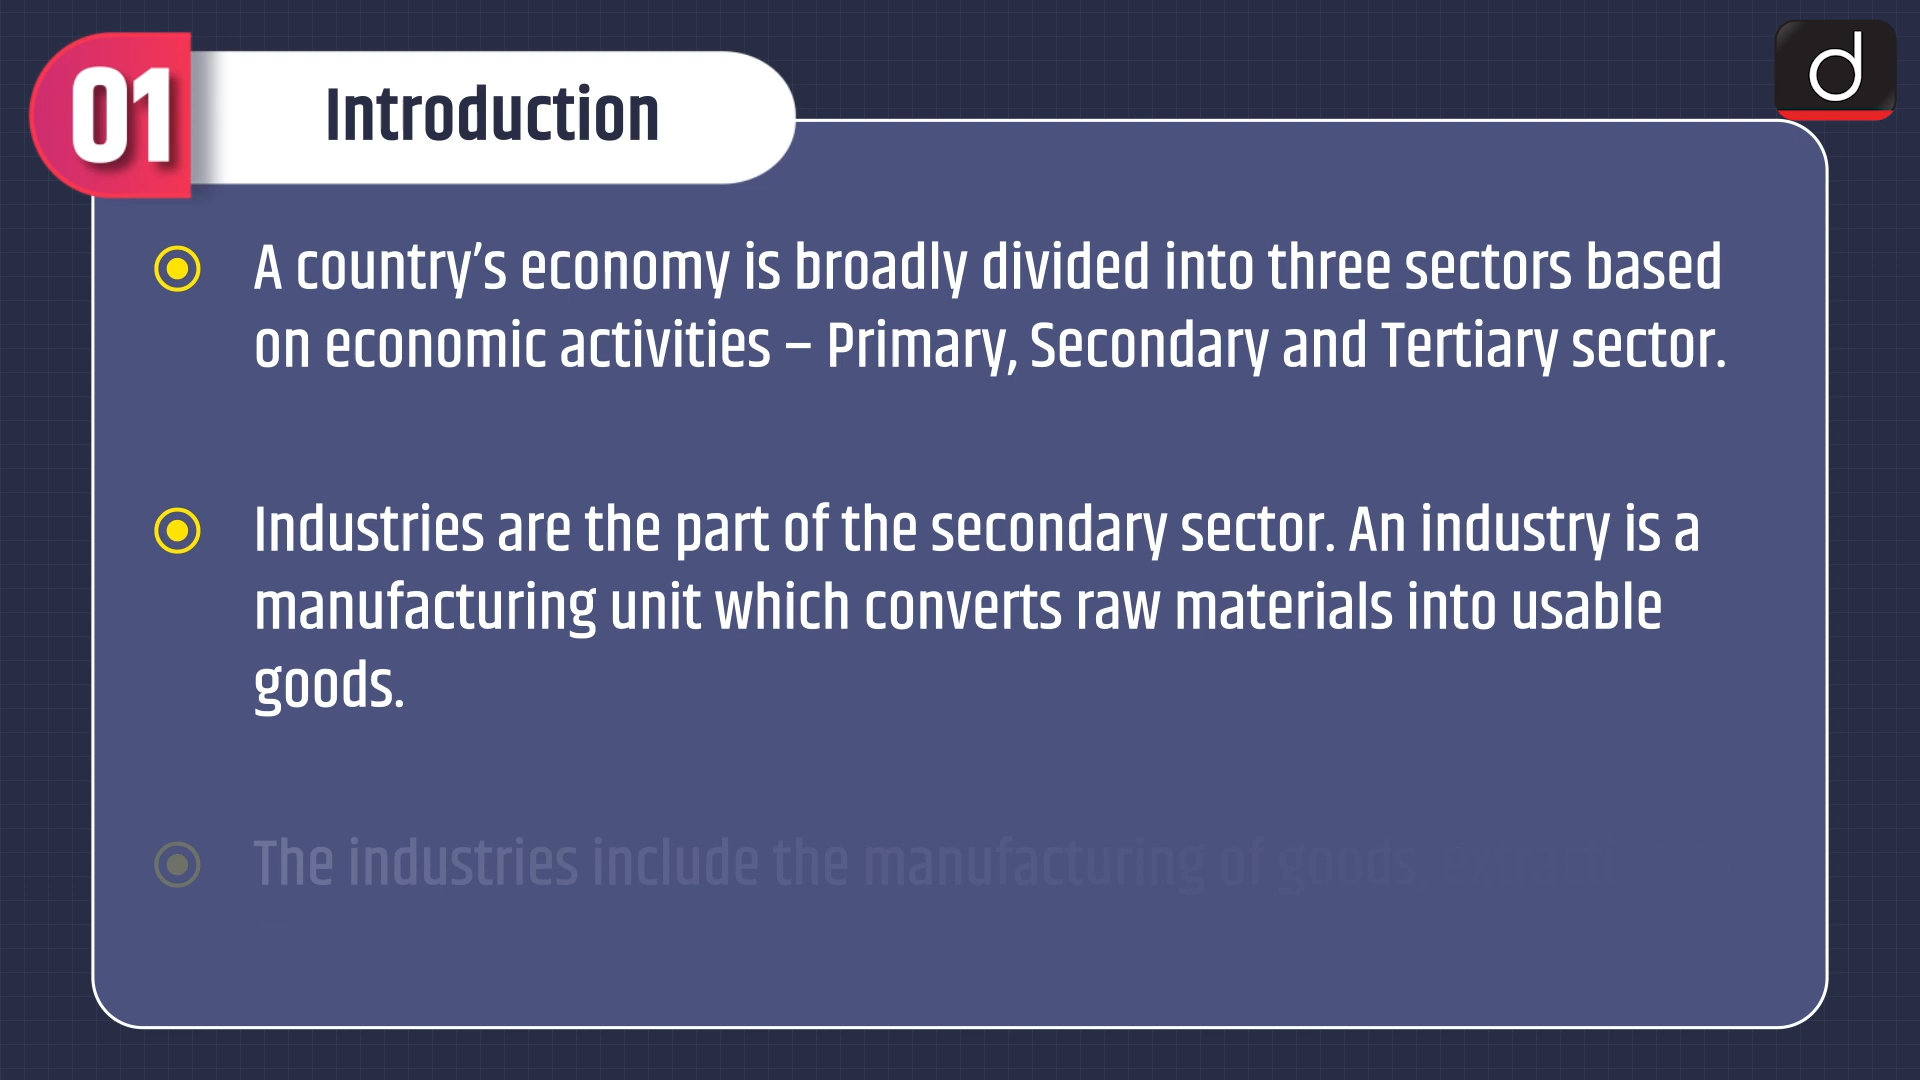 01
Introduction
d
A country’s economy is broadly divided into three sectors based
on economic activities – Primary, Secondary and Tertiary sector.
Industries are the part of the secondary sector. An industry is a
manufacturing unit which converts raw materials into usable
goods.
The industries include the manufacturing of goods,